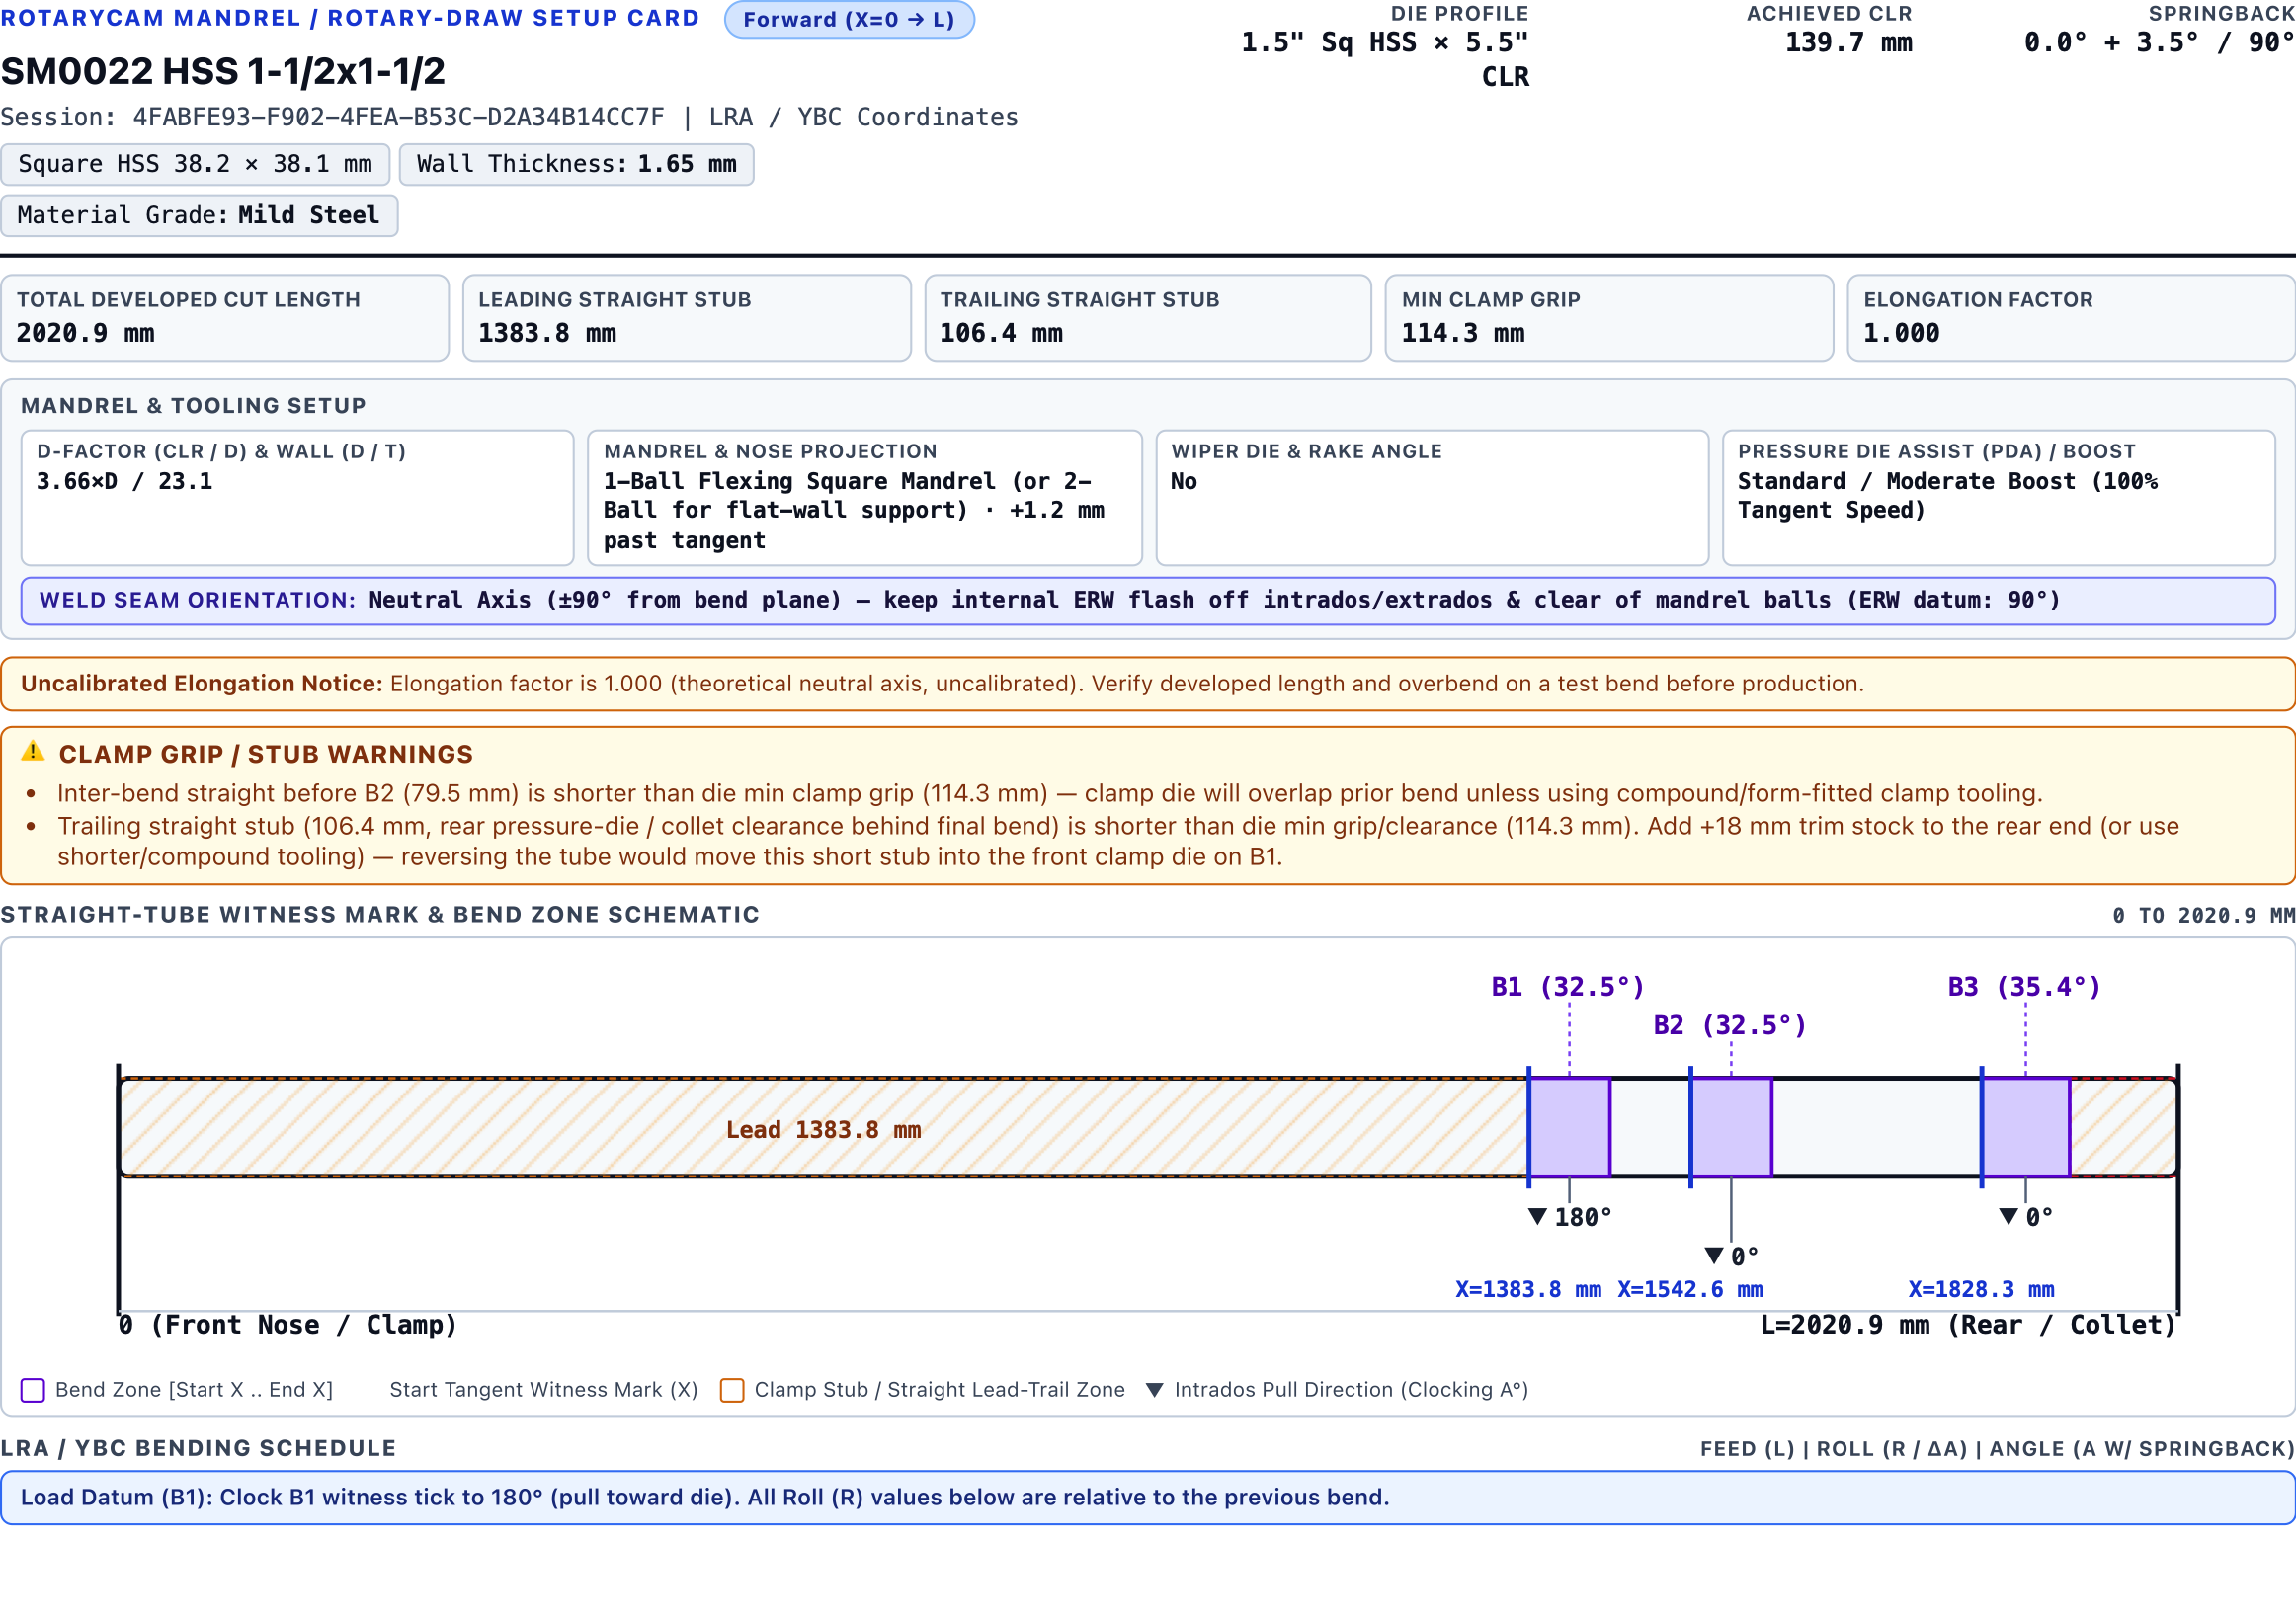 ROTARYCAM MANDREL / ROTARY-DRAW SETUP CARD
Forward (X=0 → L)
SM0022 HSS 1-1/2x1-1/2
Session: 4FABFE93–F902–4FEA–B53C–D2A34B14CC7F | LRA / YBC Coordinates
Square HSS 38.2 × 38.1 mm
Wall Thickness: 1.65 mm
Material Grade: Mild Steel
DIE PROFILE
1.5" Sq HSS × 5.5"
CLR
ACHIEVED CLR
139.7 mm
SPRINGBACK
0.0° + 3.5° / 90°
TOTAL DEVELOPED CUT LENGTH
2020.9 mm
LEADING STRAIGHT STUB
1383.8 mm
TRAILING STRAIGHT STUB
106.4 mm
MIN CLAMP GRIP
114.3 mm
ELONGATION FACTOR
1.000
MANDREL & TOOLING SETUP
D-FACTOR (CLR / D) & WALL (D / T)
3.66×D / 23.1
MANDREL & NOSE PROJECTION
1–Ball Flexing Square Mandrel (or 2–
Ball for flat–wall support) · +1.2 mm
past tangent
WIPER DIE & RAKE ANGLE
No
PRESSURE DIE ASSIST (PDA) / BOOST
Standard / Moderate Boost (100%
Tangent Speed)
WELD SEAM ORIENTATION: Neutral Axis (±90° from bend plane) — keep internal ERW flash off intrados/extrados & clear of mandrel balls (ERW datum: 90°)
Uncalibrated Elongation Notice: Elongation factor is 1.000 (theoretical neutral axis, uncalibrated). Verify developed length and overbend on a test bend before production.
⚠ CLAMP GRIP / STUB WARNINGS
• Inter-bend straight before B2 (79.5 mm) is shorter than die min clamp grip (114.3 mm) — clamp die will overlap prior bend unless using compound/form-fitted clamp tooling.
• Trailing straight stub (106.4 mm, rear pressure-die / collet clearance behind final bend) is shorter than die min grip/clearance (114.3 mm). Add +18 mm trim stock to the rear end (or use
shorter/compound tooling) — reversing the tube would move this short stub into the front clamp die on B1.
STRAIGHT-TUBE WITNESS MARK & BEND ZONE SCHEMATIC
0 TO 2020.9 MM
B1 (32.5°)
B3 (35.4°)
B2 (32.5°)
Lead 1383.8 mm
▼ 180°
▼ 0°
▼ 0°
X=1383.8 mm
X=1542.6 mm
X=1828.3 mm
0 (Front Nose / Clamp)
L=2020.9 mm (Rear / Collet)
Bend Zone [Start X .. End X]
Start Tangent Witness Mark (X)
Clamp Stub / Straight Lead-Trail Zone
▼ Intrados Pull Direction (Clocking A°)
LRA / YBC BENDING SCHEDULE
FEED (L) | ROLL (R / ΔA) | ANGLE (A W/ SPRINGBACK)
Load Datum (B1): Clock B1 witness tick to 180° (pull toward die). All Roll (R) values below are relative to the previous bend.